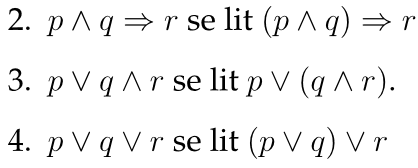 2. p ∧ q ⇒ r se lit (p ∧ q) ⇒ r
3. p ∨ q ∧ r se lit p ∨ (q ∧ r).
4. p ∨ q ∨ r se lit (p ∨ q) ∨ r